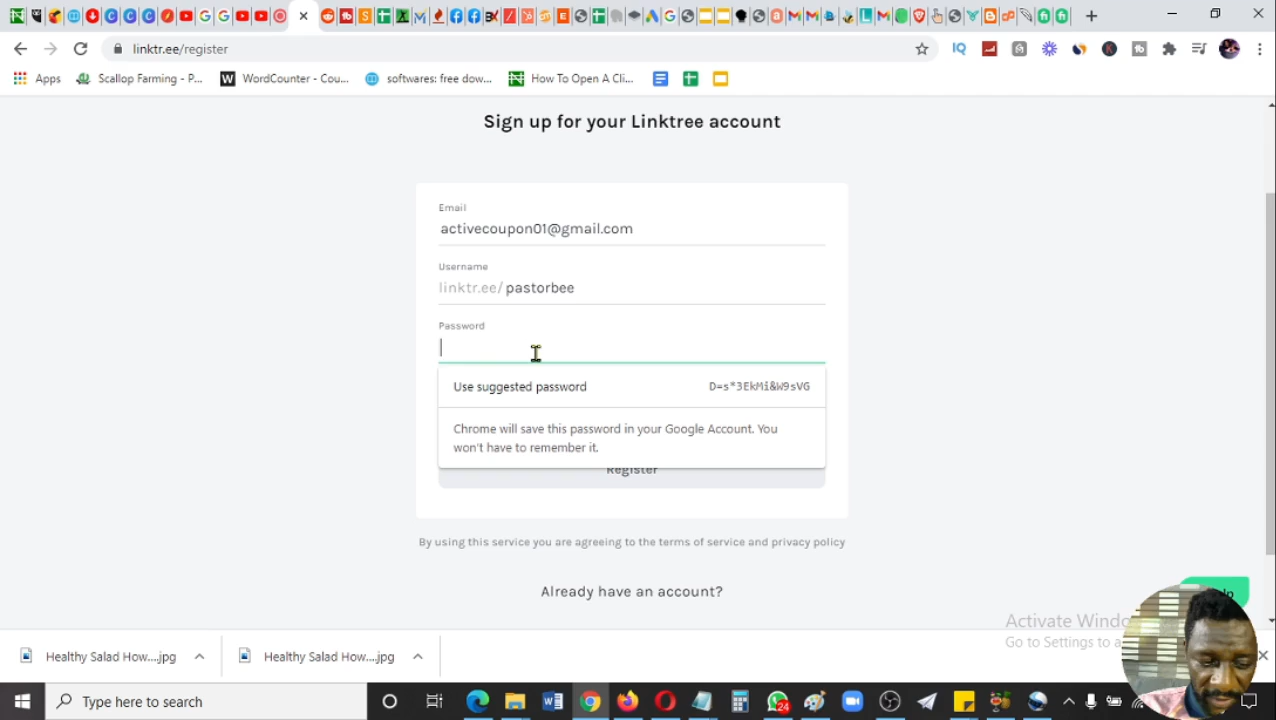 linktr.ee/register
Apps
Scallop Farming - P...
WordCounter - Cou...
softwares: free dow...
How To Open A Cli...
Sign up for your Linktree account
Email
activecoupon01@gmail.com
Username
linktr.ee/ pastorbee
Password
Use suggested password D=s*3EkMi&W9sVG
Chrome will save this password in your Google Account. You
won't have to remember it.
Register
By using this service you are agreeing to the terms of service and privacy policy
Already have an account?
Activate Windo
Go to Settings to a
Healthy Salad How....jpg
Healthy Salad How....jpg
Type here to search
24